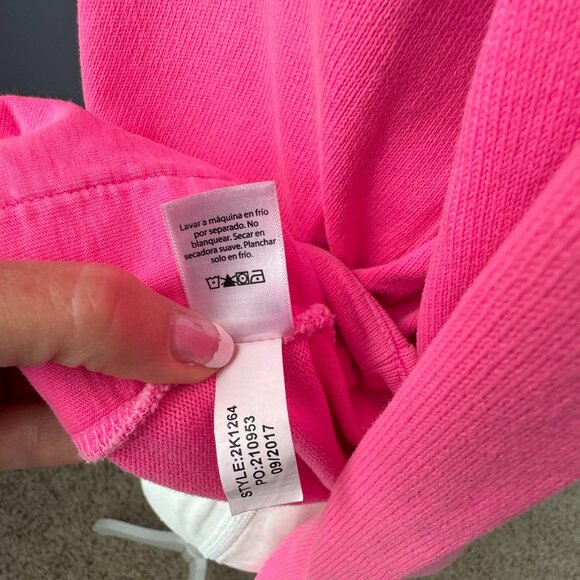 Lavar a máquina en frío
por separado. No
blanquear. Secar en
secadora suave. Planchar
solo en frío.
STYLE:2K1264
PO:210953
09/2017